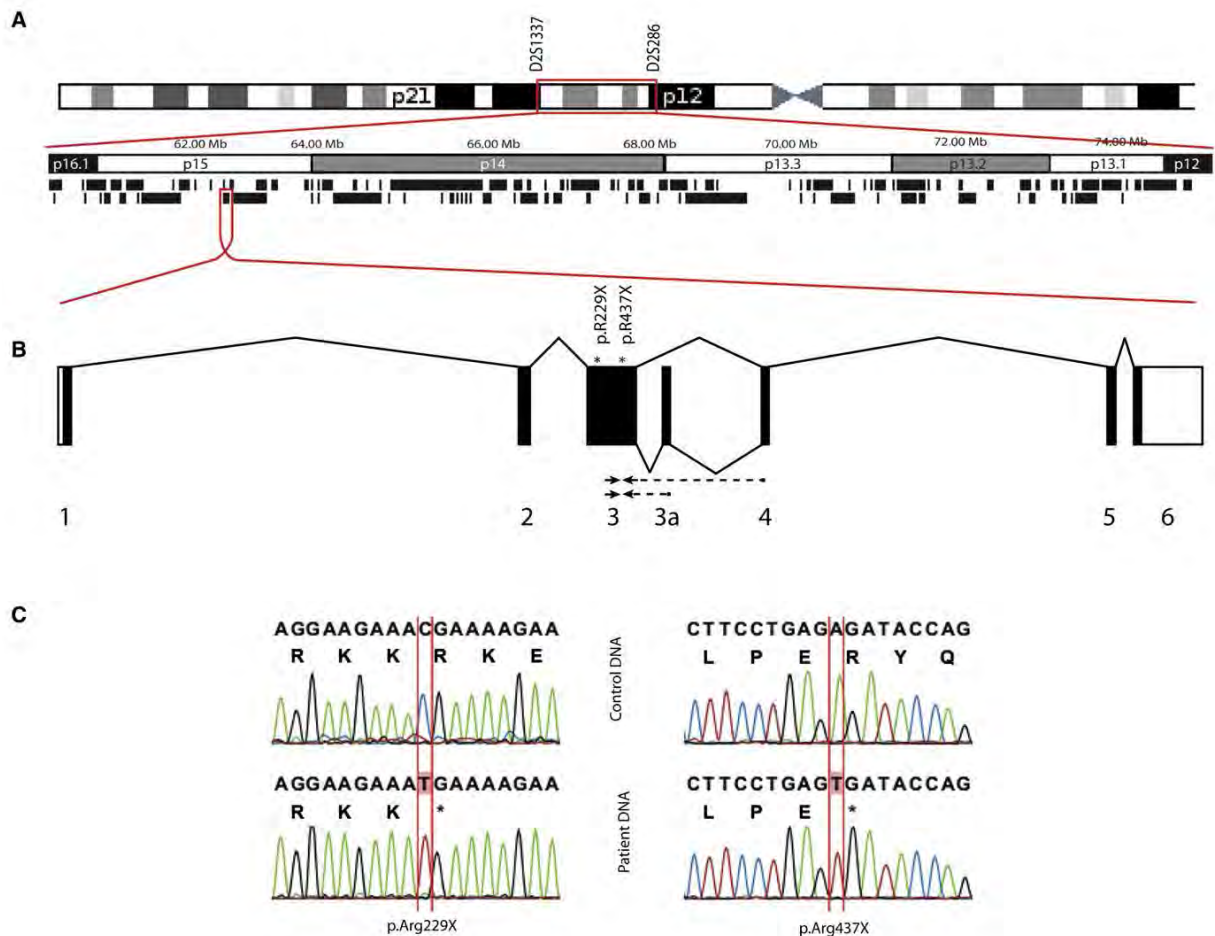 A
D2S1337
D2S286
p21
p12
62.00 Mb 64.00 Mb 66.00 Mb 68.00 Mb 70.00 Mb 72.00 Mb 74.00 Mb
p16.1 p15 p14 p13.3 p13.2 p13.1 p12
B
p.R229X
p.R437X
* *
1 2 3 3a 4 5 6
C
AGGAAGAAACGAAAAGAA
R K K R K E
CTTCCTGAGAGATACCAG
L P E R Y Q
Control DNA
AGGAAGAAATGAAAAGAA
R K K *
CTTCCTGAGTGATACCAG
L P E *
Patient DNA
p.Arg229X
p.Arg437X